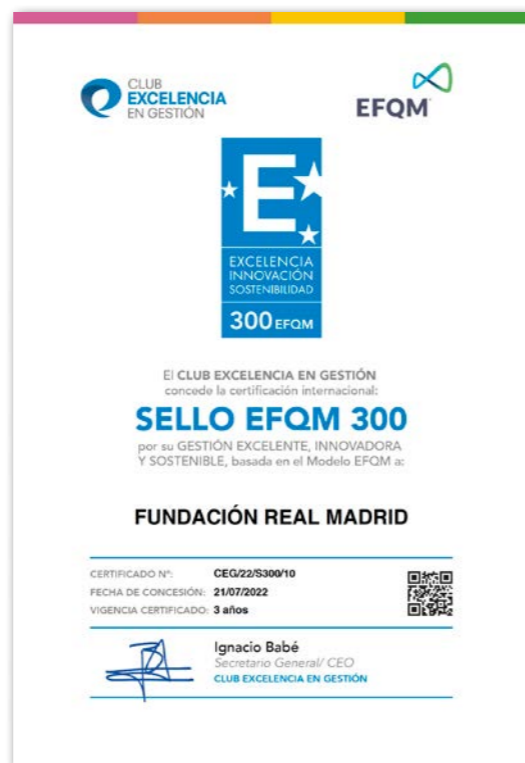 CLUB
EXCELENCIA
EN GESTIÓN
EFQM
E
EXCELENCIA
INNOVACIÓN
SOSTENIBILIDAD
300 EFQM
El CLUB EXCELENCIA EN GESTIÓN
concede la certificación internacional:
SELLO EFQM 300
por su GESTIÓN EXCELENTE, INNOVADORA
Y SOSTENIBLE, basada en el Modelo EFQM a:
FUNDACIÓN REAL MADRID
CERTIFICADO Nº: CEG/22/S300/10
FECHA DE CONCESIÓN: 21/07/2022
VIGENCIA CERTIFICADO: 3 años
Ignacio Babé
Secretario General/ CEO
CLUB EXCELENCIA EN GESTIÓN